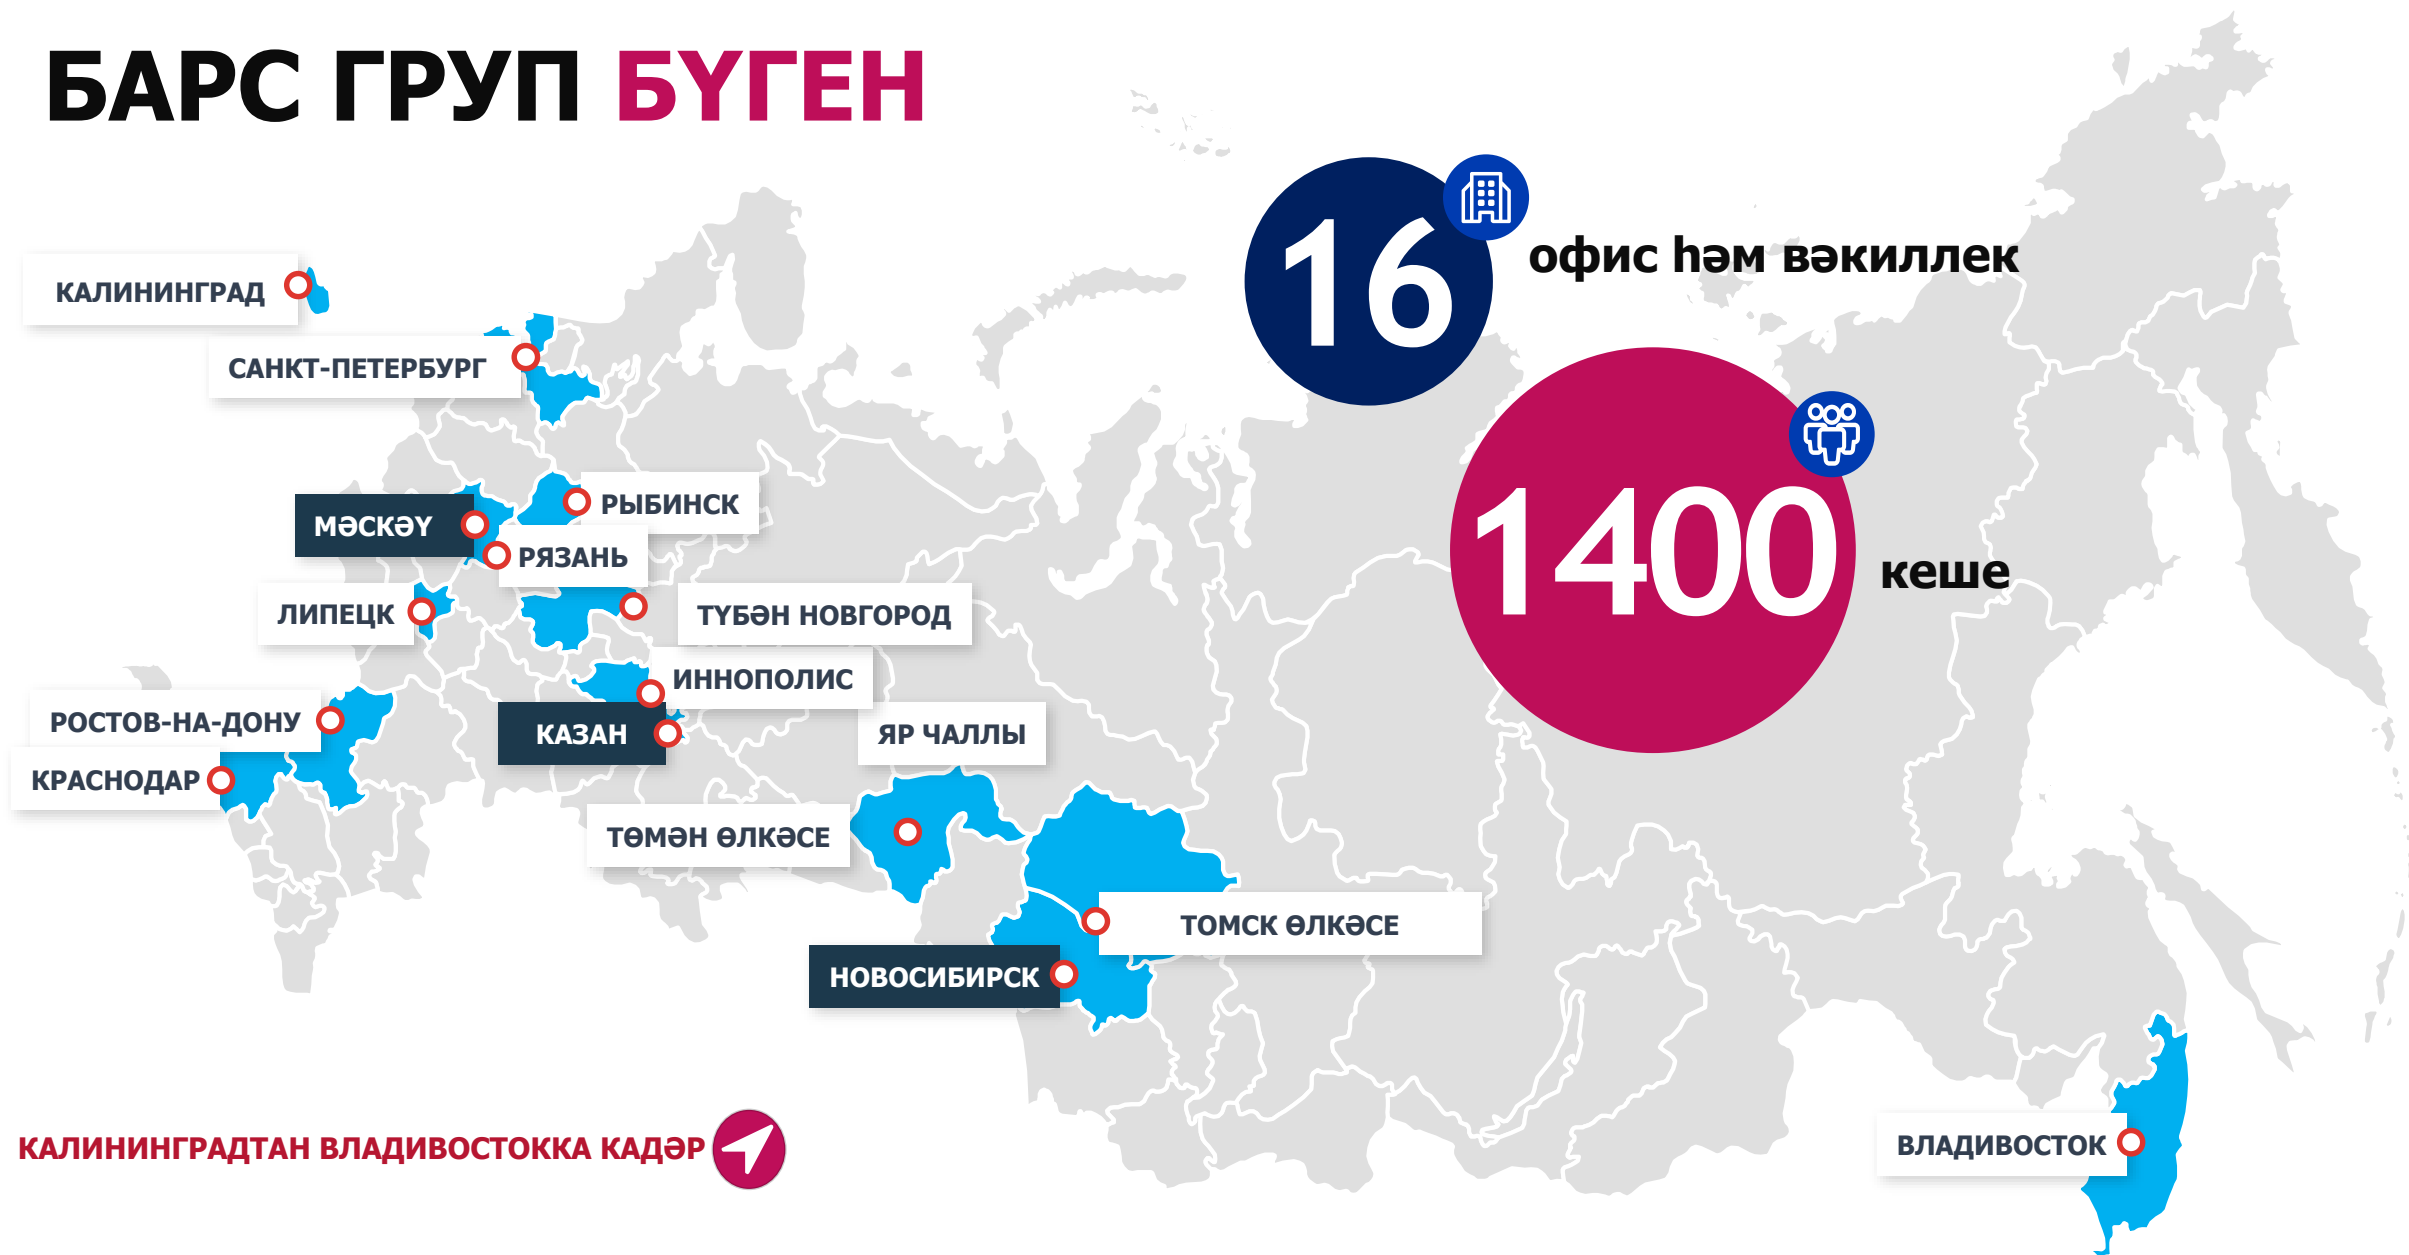 БАРС ГРУП БҮГЕН
16
офис һәм вәкиллек
1400
кеше
КАЛИНИНГРАД
САНКТ-ПЕТЕРБУРГ
РЫБИНСК
МӘСКӘҮ
РЯЗАНЬ
ЛИПЕЦК
ТҮБӘН НОВГОРОД
ИННОПОЛИС
РОСТОВ-НА-ДОНУ
КАЗАН
ЯР ЧАЛЛЫ
КРАСНОДАР
ТӨМӘН ӨЛКӘСЕ
ТОМСК ӨЛКӘСЕ
НОВОСИБИРСК
КАЛИНИНГРАДТАН ВЛАДИВОСТОККА КАДӘР
ВЛАДИВОСТОК